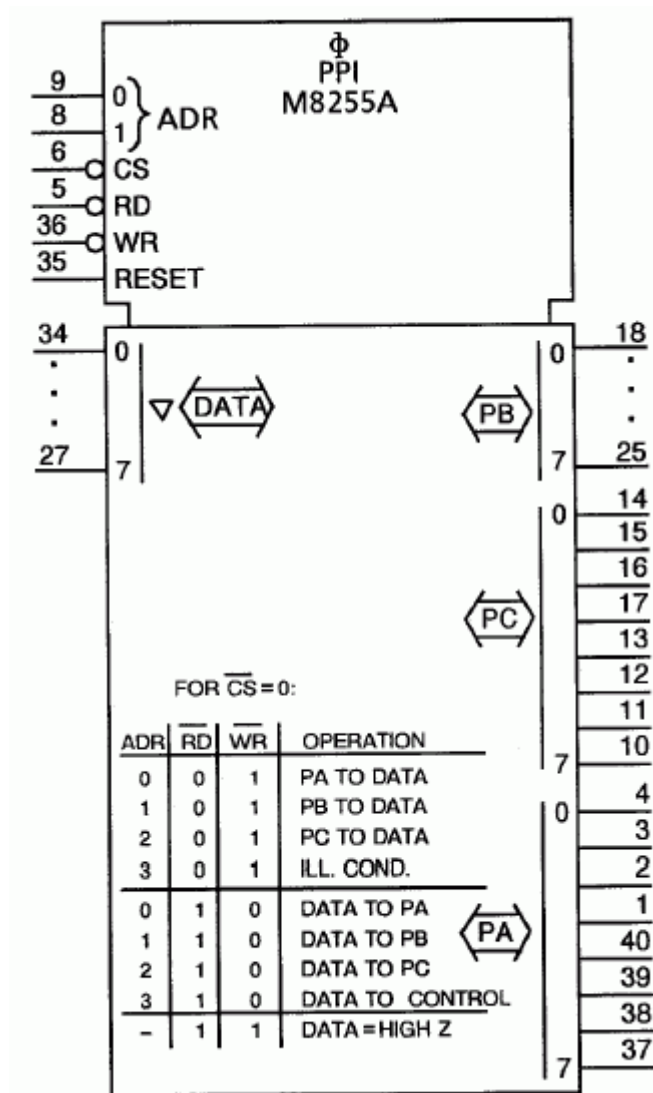 Φ
PPI
M8255A
9 0
8 1 ADR
6 CS
5 RD
36 WR
35 RESET
34 0 0 18
DATA PB
27 7 7 25
0 14
15
16
17
PC 13
12
11
7 10
FOR CS=0:
ADR RD WR OPERATION
0 0 1 PA TO DATA
1 0 1 PB TO DATA
2 0 1 PC TO DATA
3 0 1 ILL. COND.
0 1 0 DATA TO PA
1 1 0 DATA TO PB
2 1 0 DATA TO PC
3 1 0 DATA TO CONTROL
– 1 1 DATA=HIGH Z
0 4
3
2
1
PA 40
39
38
7 37